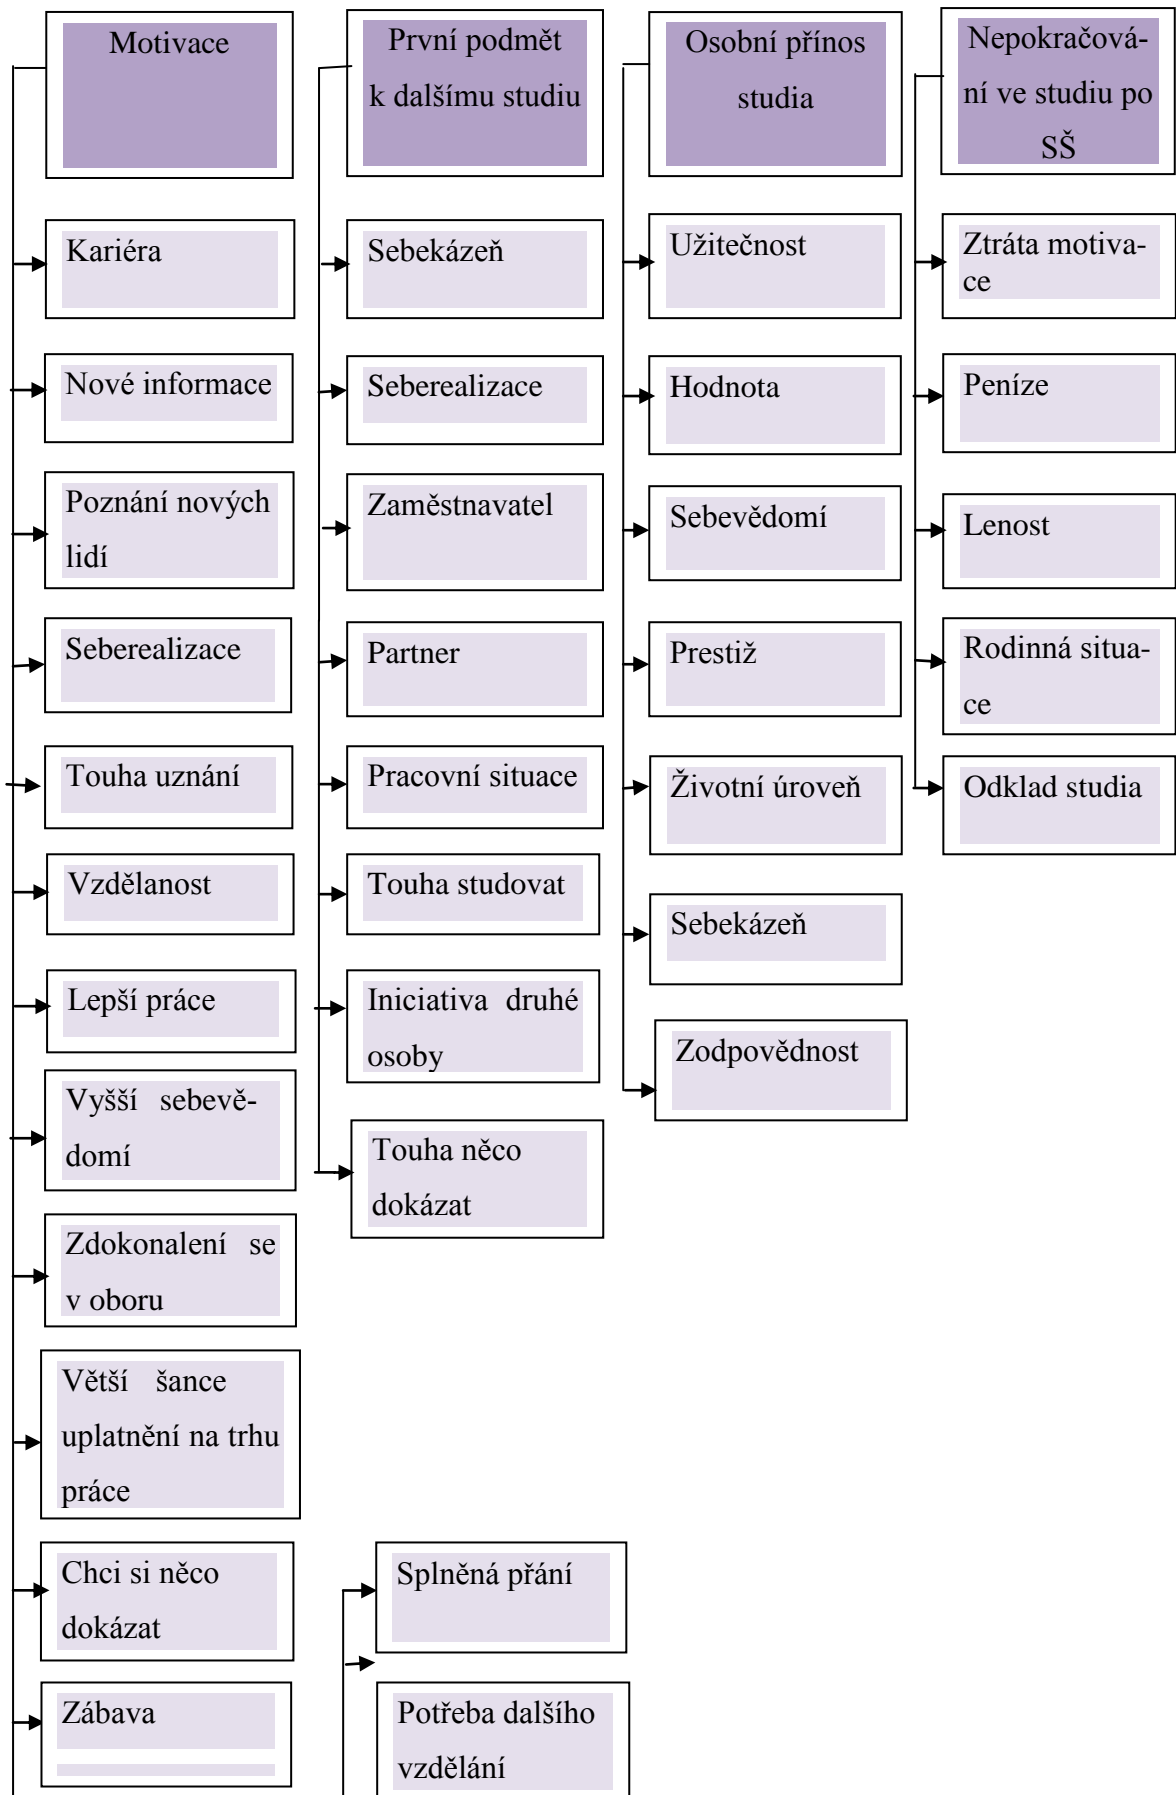 Motivace
Kariéra
Nové informace
Poznání nových
lidí
Seberealizace
Touha uznání
Vzdělanost
Lepší práce
Vyšší sebevě-
domí
Zdokonalení se
v oboru
Větší šance
uplatnění na trhu
práce
Chci si něco
dokázat
Zábava
První podmět
k dalšímu studiu
Sebekázeň
Seberealizace
Zaměstnavatel
Partner
Pracovní situace
Touha studovat
Iniciativa druhé
osoby
Touha něco
dokázat
Splněná přání
Potřeba dalšího
vzdělání
Osobní přínos
studia
Užitečnost
Hodnota
Sebevědomí
Prestiž
Životní úroveň
Sebekázeň
Zodpovědnost
Nepokračová-
ní ve studiu po
SŠ
Ztráta motiva-
ce
Peníze
Lenost
Rodinná situa-
ce
Odklad studia